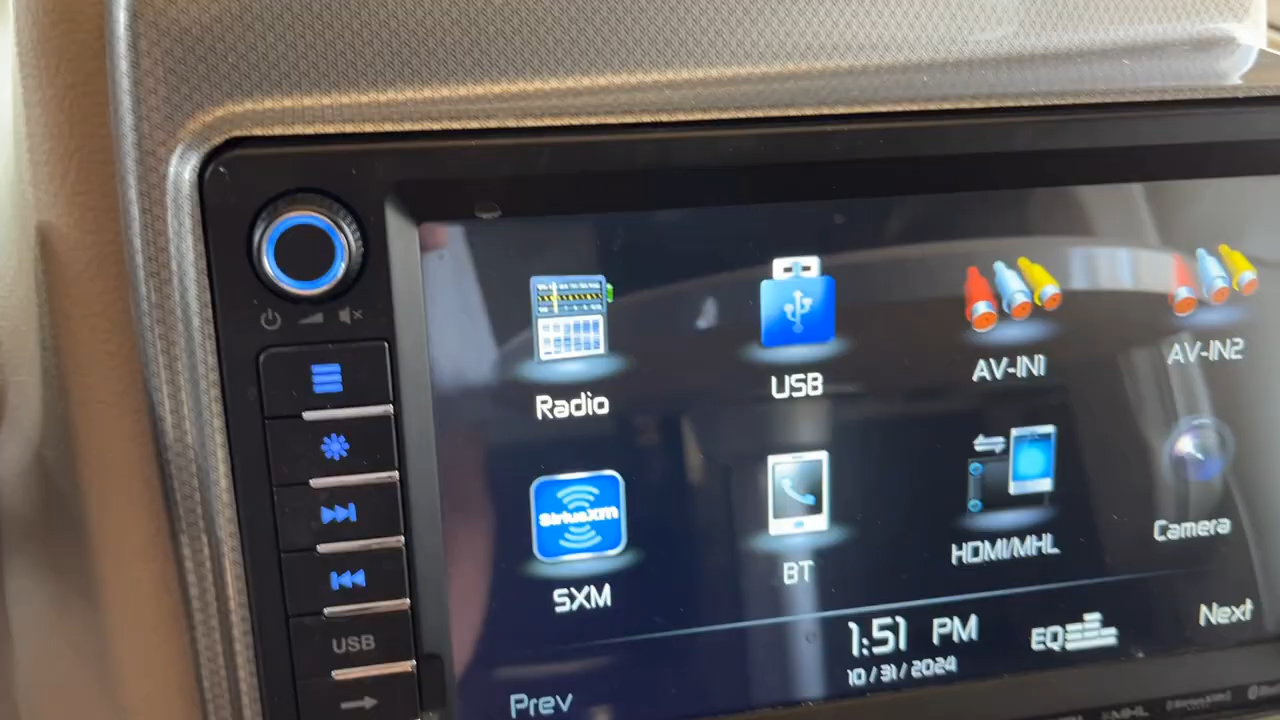 Radio
USB
AV-IN1
AV-IN2
SiriusXM
SXM
BT
HDMI/MHL
Camera
USB
1:51 PM
10/31/2024
EQ
Next
Prev